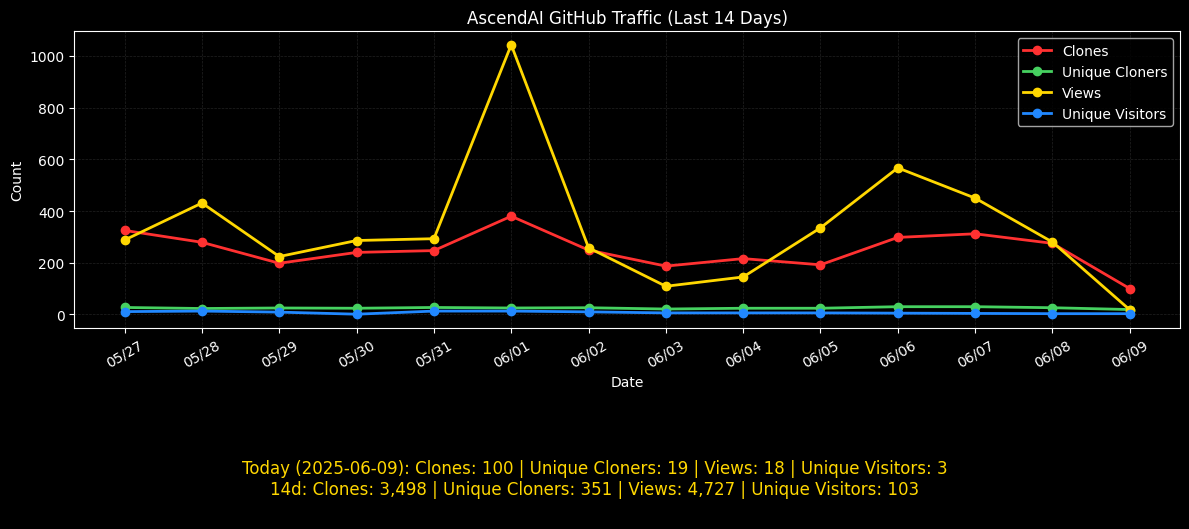 AscendAI GitHub Traffic (Last 14 Days)
Clones
Unique Cloners
Views
Unique Visitors
Count
1000
800
600
400
200
0
05/27 05/28 05/29 05/30 05/31 06/01 06/02 06/03 06/04 06/05 06/06 06/07 06/08 06/09
Date
Today (2025-06-09): Clones: 100 | Unique Cloners: 19 | Views: 18 | Unique Visitors: 3
14d: Clones: 3,498 | Unique Cloners: 351 | Views: 4,727 | Unique Visitors: 103